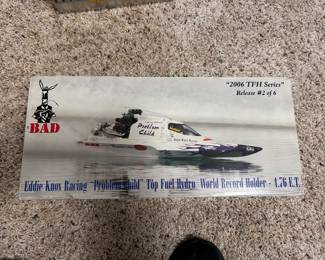 "2006 TFH Series"
Release #2 of 6
BAD
Problem
Child
Eddie Knox Racing "Problem Child" Top Fuel Hydro World Record Holder - 4.76 E.T.